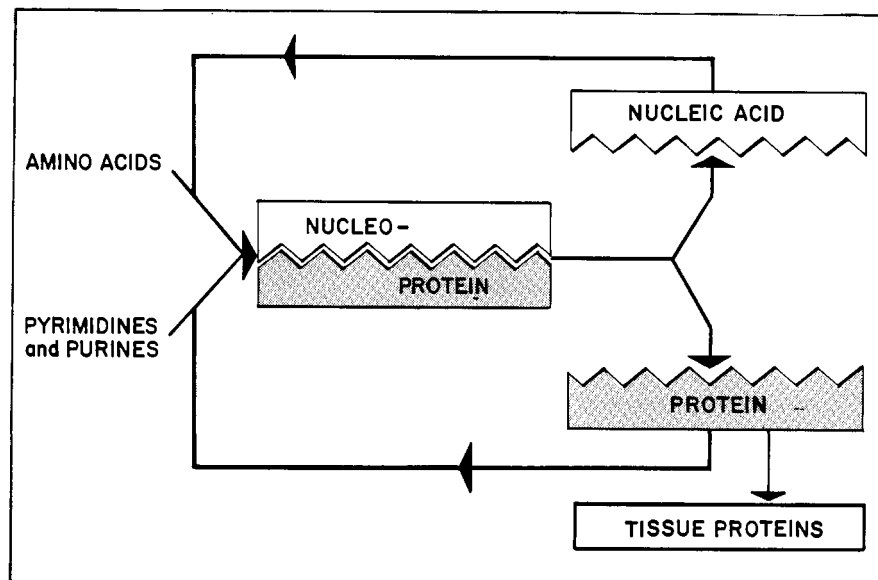 NUCLEIC ACID
AMINO ACIDS
NUCLEO-
PROTEIN
PYRIMIDINES
and PURINES
PROTEIN
TISSUE PROTEINS